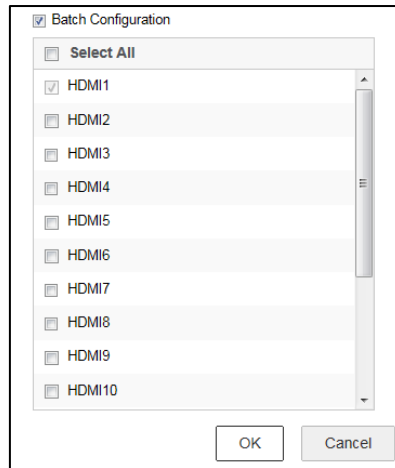 Batch Configuration
Select All
HDMI1
HDMI2
HDMI3
HDMI4
HDMI5
HDMI6
HDMI7
HDMI8
HDMI9
HDMI10
OK Cancel